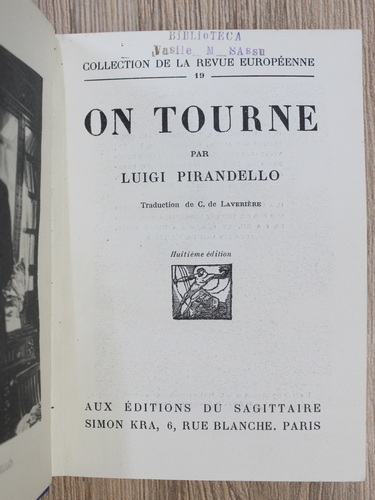 BIBLIOTECA
Vasile M SAssu
COLLECTION DE LA REVUE EUROPÉENNE
19
ON TOURNE
PAR
LUIGI PIRANDELLO
Traduction de C. de LAVERIÈRE
Huitième édition
AUX ÉDITIONS DU SAGITTAIRE
SIMON KRA, 6, RUE BLANCHE. PARIS